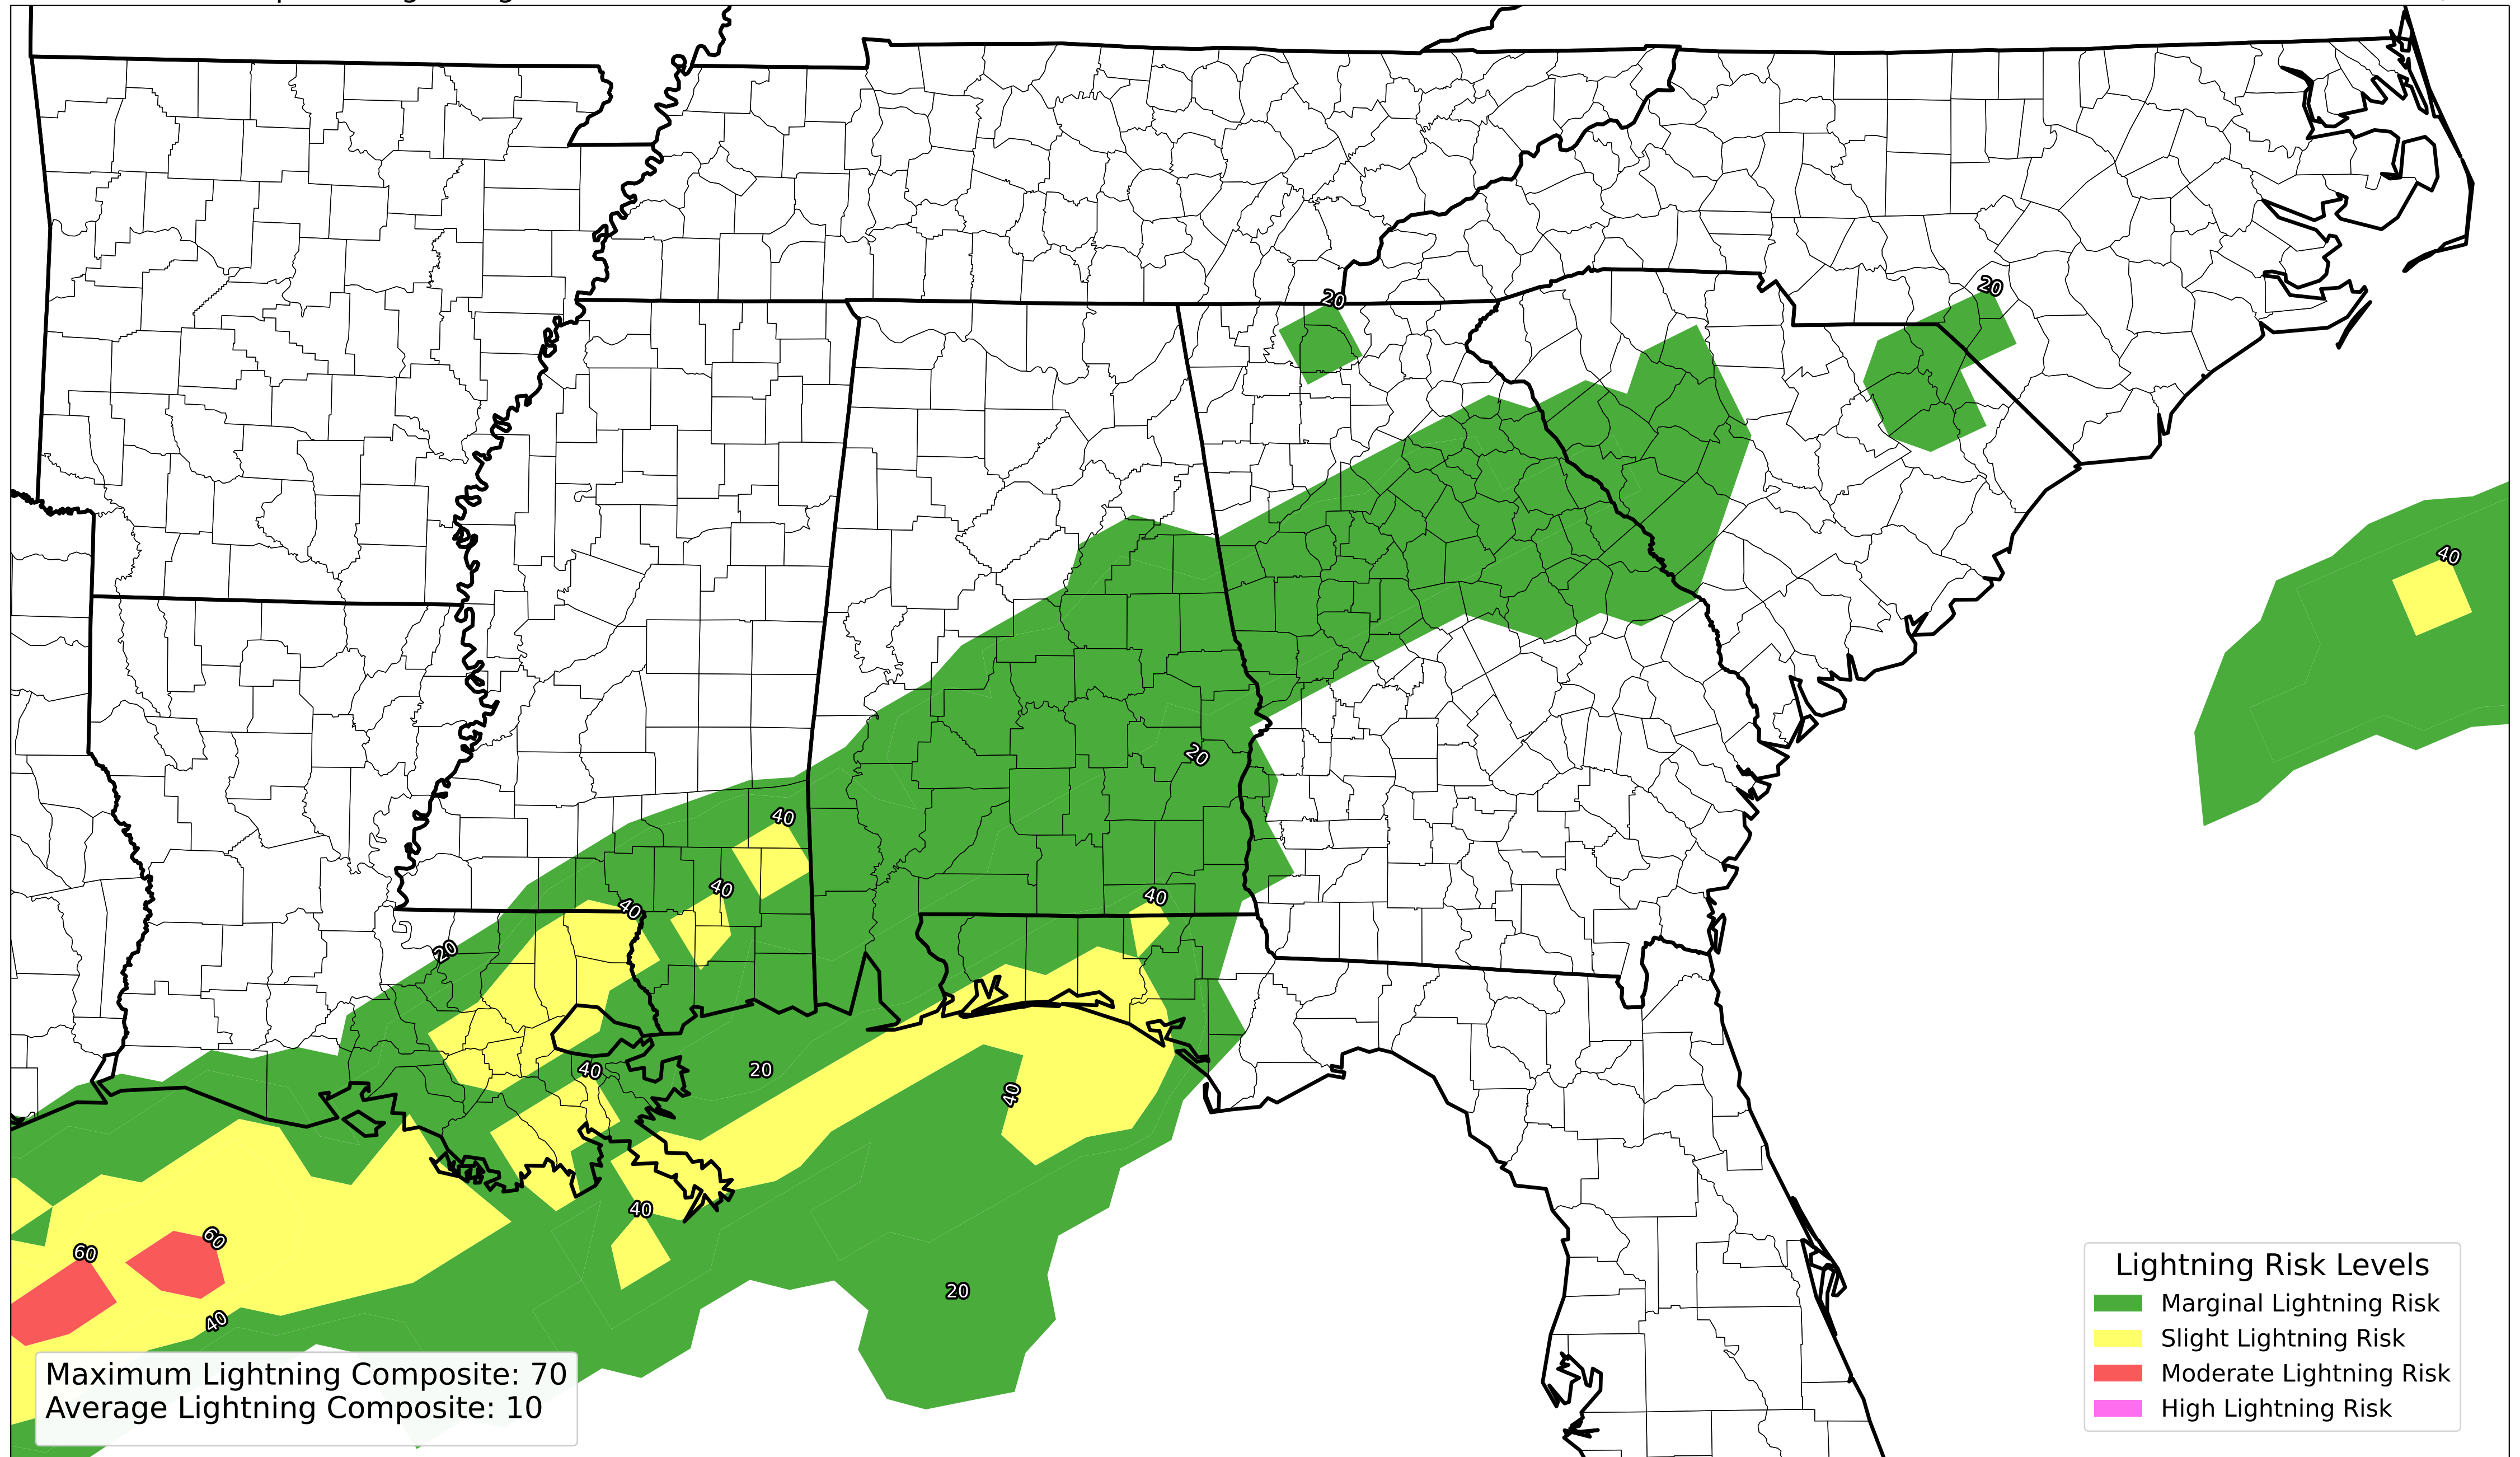 20
20
40
20
40
40
40
40
20
40
20
40
40
60
60
20
40
Lightning Risk Levels
Marginal Lightning Risk
Slight Lightning Risk
Moderate Lightning Risk
High Lightning Risk
Maximum Lightning Composite: 70
Average Lightning Composite: 10